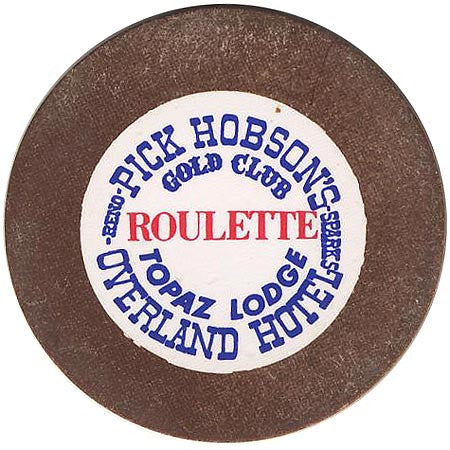 PICK HOBSON'S
GOLD CLUB
-RENO-
ROULETTE
-SPARKS-
TOPAZ LODGE
OVERLAND HOTEL